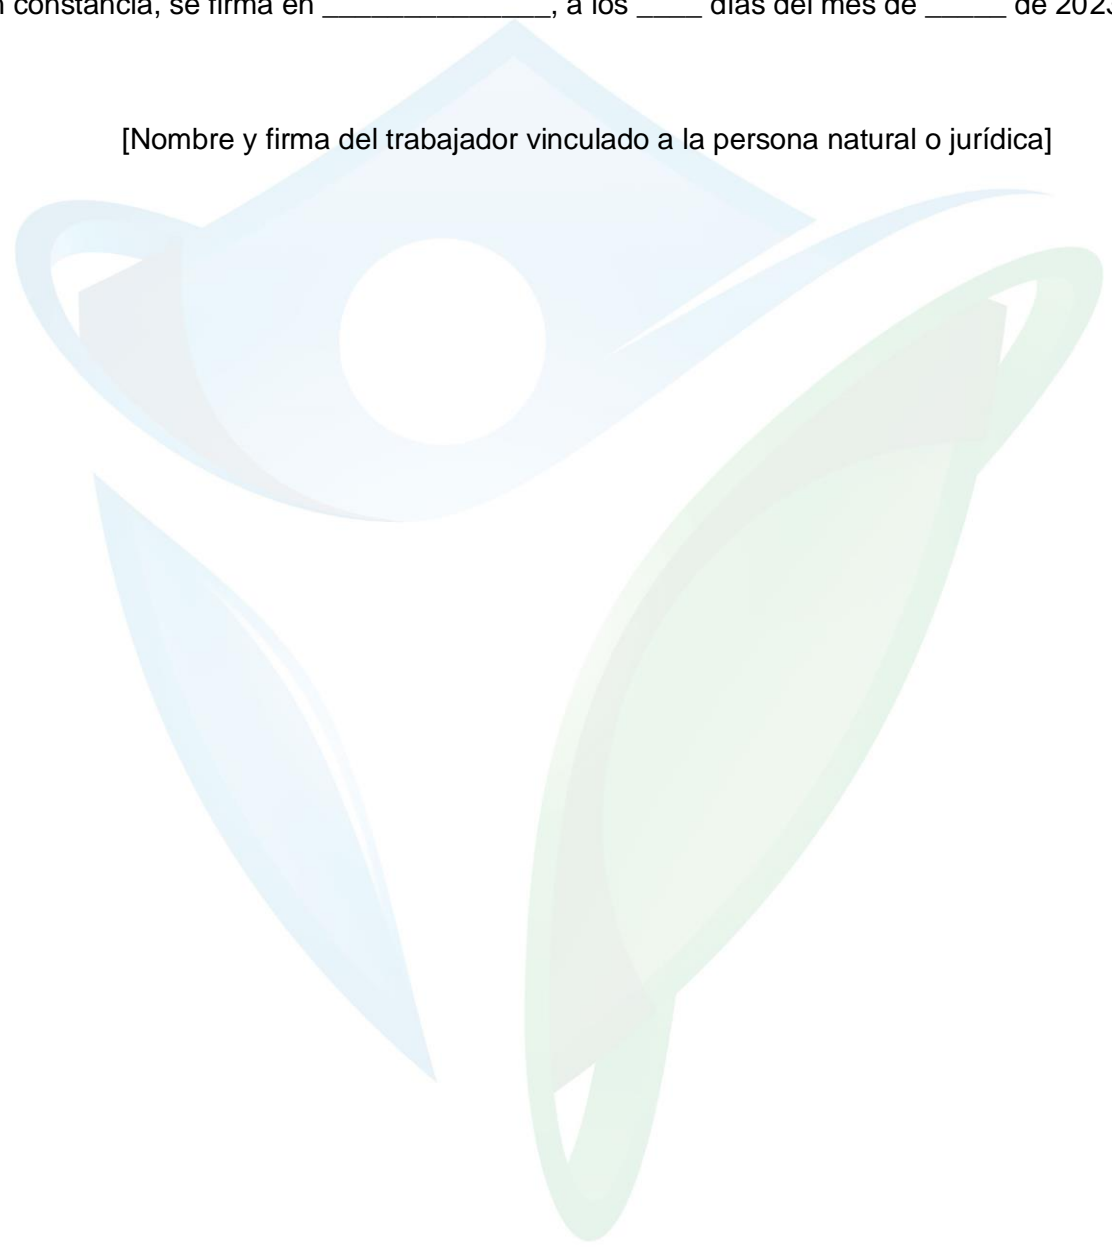 constancia, se firma en ______________, a los ____ días del mes de _____ de 2023
[Nombre y firma del trabajador vinculado a la persona natural o jurídica]